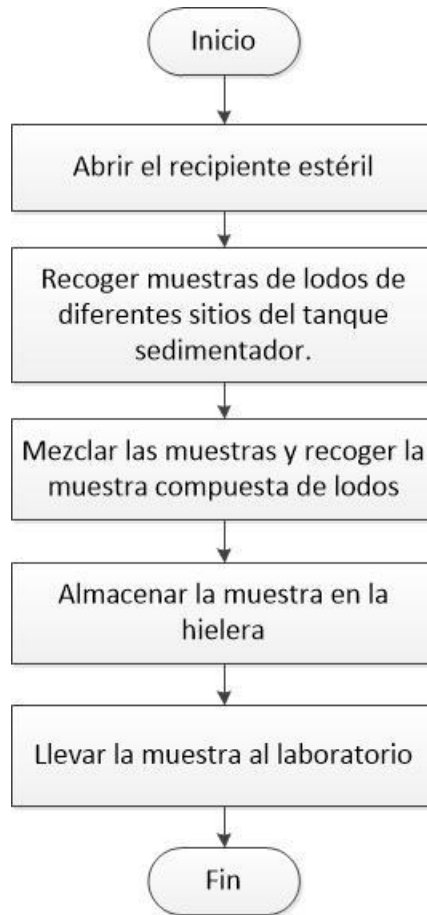 Inicio
Abrir el recipiente estéril
Recoger muestras de lodos de
diferentes sitios del tanque
sedimentador.
Mezclar las muestras y recoger la
muestra compuesta de lodos
Almacenar la muestra en la
hielera
Llevar la muestra al laboratorio
Fin